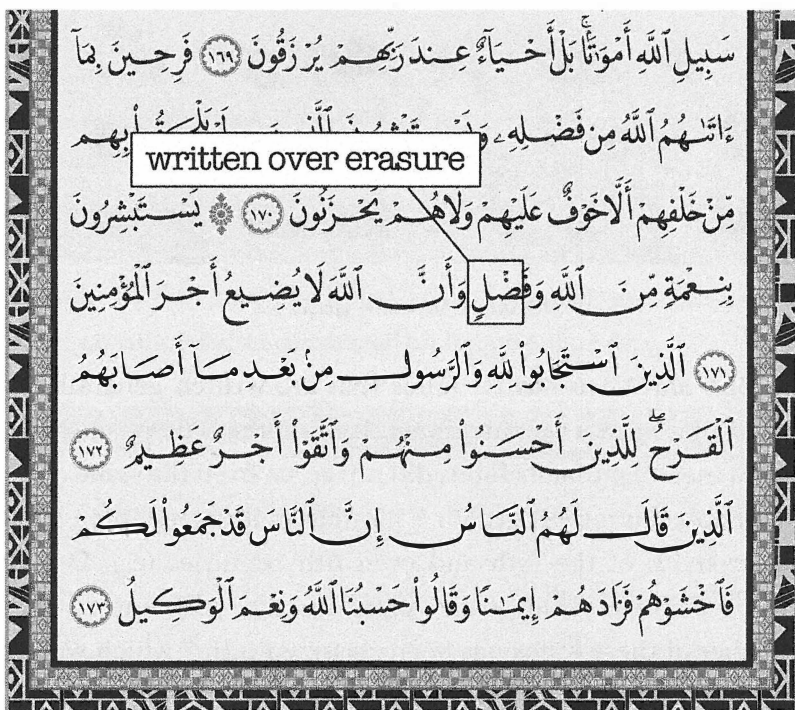 سَبِيلِ ٱللَّهِ أَمْوَٰتًۢا بَلْ أَحْيَآءٌ عِندَ رَبِّهِمْ يُرْزَقُونَ ١٦٩ فَرِحِينَ بِمَآ
ءَاتَىٰهُمُ ٱللَّهُ مِن فَضْلِهِۦ بِهِم
written over erasure
مِّنْ خَلْفِهِمْ أَلَّا خَوْفٌ عَلَيْهِمْ وَلَا هُمْ يَحْزَنُونَ ١٧٠ ۞ يَسْتَبْشِرُونَ
بِنِعْمَةٍ مِّنَ ٱللَّهِ وَفَضْلٍ وَأَنَّ ٱللَّهَ لَا يُضِيعُ أَجْرَ ٱلْمُؤْمِنِينَ
١٧١ ٱلَّذِينَ ٱسْتَجَابُوا۟ لِلَّهِ وَٱلرَّسُولِ مِنۢ بَعْدِ مَآ أَصَابَهُمُ
ٱلْقَرْحُ ۚ لِلَّذِينَ أَحْسَنُوا۟ مِنْهُمْ وَٱتَّقَوْا۟ أَجْرٌ عَظِيمٌ ١٧٢
ٱلَّذِينَ قَالَ لَهُمُ ٱلنَّاسُ إِنَّ ٱلنَّاسَ قَدْ جَمَعُوا۟ لَكُمْ
فَٱخْشَوْهُمْ فَزَادَهُمْ إِيمَٰنًا وَقَالُوا۟ حَسْبُنَا ٱللَّهُ وَنِعْمَ ٱلْوَكِيلُ ١٧٣